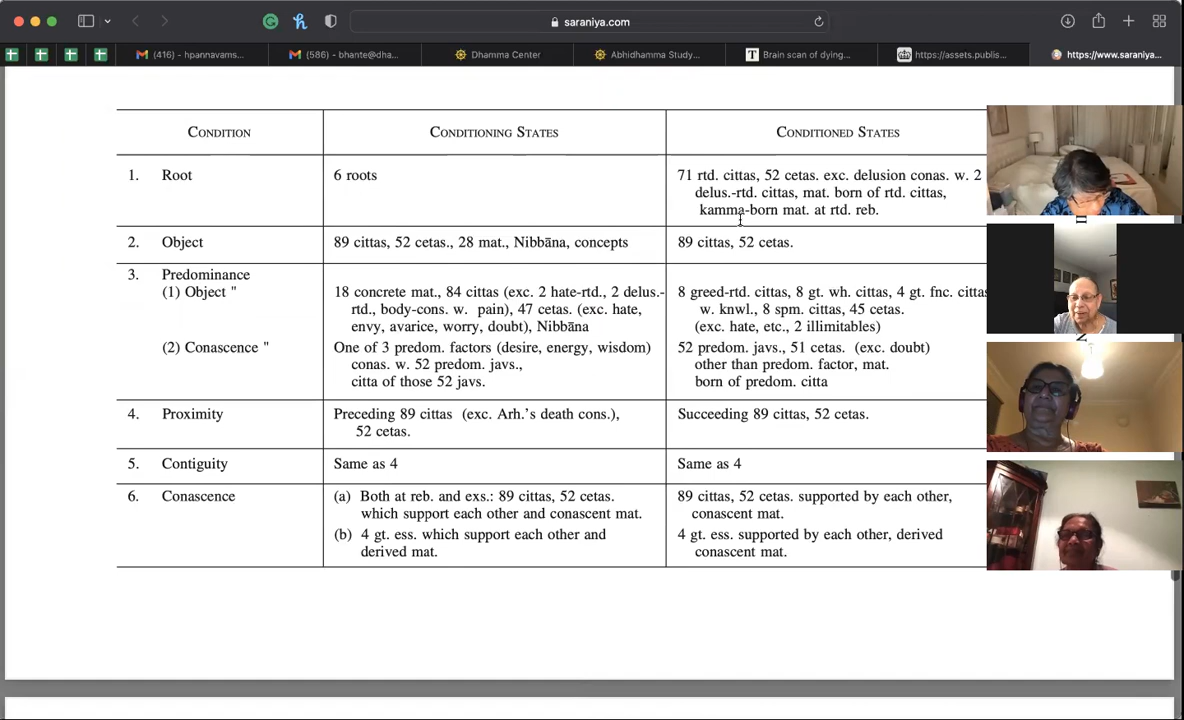 saraniya.com
(416) - hpannavams...
(586) - bhante@dha...
Dhamma Center
Abhidhamma Study...
Brain scan of dying...
https://assets.publis...
https://www.saraniya...
CONDITION CONDITIONING STATES CONDITIONED STATES
1. Root 6 roots 71 rtd. cittas, 52 cetas. exc. delusion conas. w. 2
delus.-rtd. cittas, mat. born of rtd. cittas,
kamma-born mat. at rtd. reb.
2. Object 89 cittas, 52 cetas., 28 mat., Nibbāna, concepts 89 cittas, 52 cetas.
3. Predominance
(1) Object " 18 concrete mat., 84 cittas (exc. 2 hate-rtd., 2 delus.- 8 greed-rtd. cittas, 8 gt. wh. cittas, 4 gt. fnc. cittas
rtd., body-cons. w. pain), 47 cetas. (exc. hate, w. knwl., 8 spm. cittas, 45 cetas.
envy, avarice, worry, doubt), Nibbāna (exc. hate, etc., 2 illimitables)
(2) Conascence " One of 3 predom. factors (desire, energy, wisdom) 52 predom. javs., 51 cetas. (exc. doubt)
conas. w. 52 predom. javs., other than predom. factor, mat.
citta of those 52 javs. born of predom. citta
4. Proximity Preceding 89 cittas (exc. Arh.'s death cons.), Succeeding 89 cittas, 52 cetas.
52 cetas.
5. Contiguity Same as 4 Same as 4
6. Conascence (a) Both at reb. and exs.: 89 cittas, 52 cetas. 89 cittas, 52 cetas. supported by each other,
which support each other and conascent mat. conascent mat.
(b) 4 gt. ess. which support each other and 4 gt. ess. supported by each other, derived
derived mat. conascent mat.